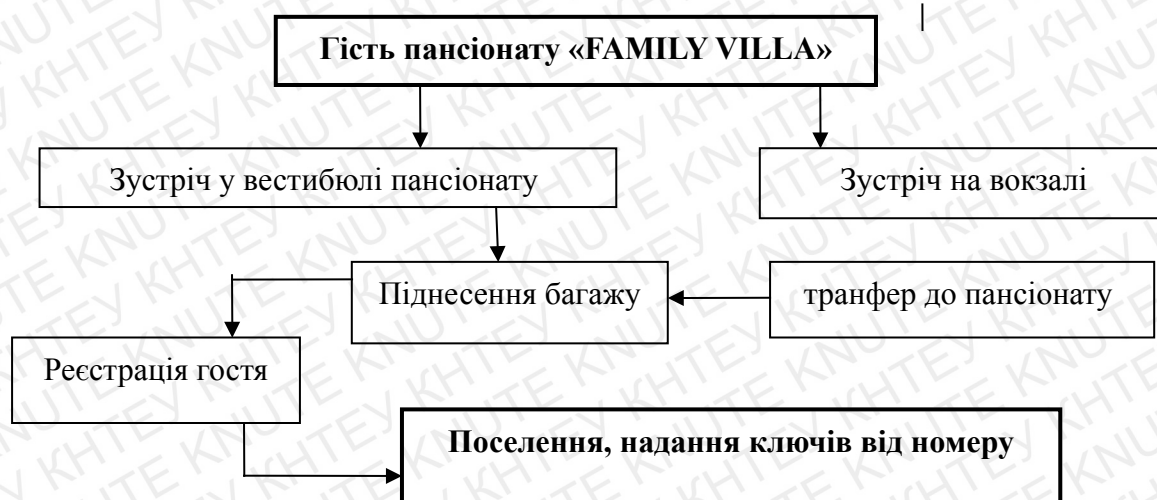 Гість пансіонату «FAMILY VILLA»
Зустріч у вестибюлі пансіонату
Зустріч на вокзалі
Піднесення багажу
транфер до пансіонату
Реєстрація гостя
Поселення, надання ключів від номеру